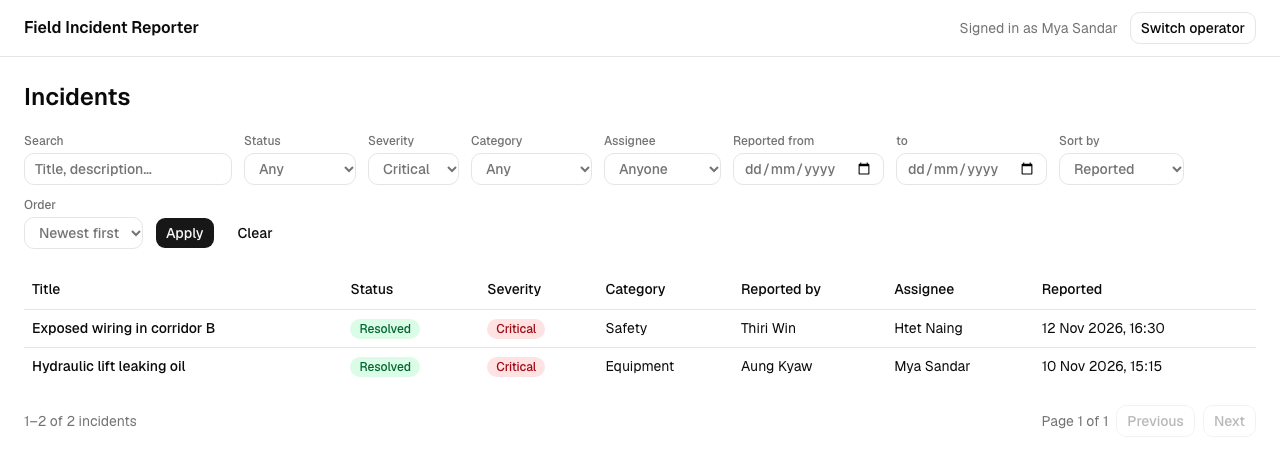 Field Incident Reporter
Signed in as Mya Sandar Switch operator
Incidents
Search Status Severity Category Assignee Reported from to Sort by
Title, description... Any Critical Any Anyone dd/mm/yyyy dd/mm/yyyy Reported
Order
Newest first Apply Clear
Title Status Severity Category Reported by Assignee Reported
Exposed wiring in corridor B Resolved Critical Safety Thiri Win Htet Naing 12 Nov 2026, 16:30
Hydraulic lift leaking oil Resolved Critical Equipment Aung Kyaw Mya Sandar 10 Nov 2026, 15:15
1–2 of 2 incidents Page 1 of 1 Previous Next